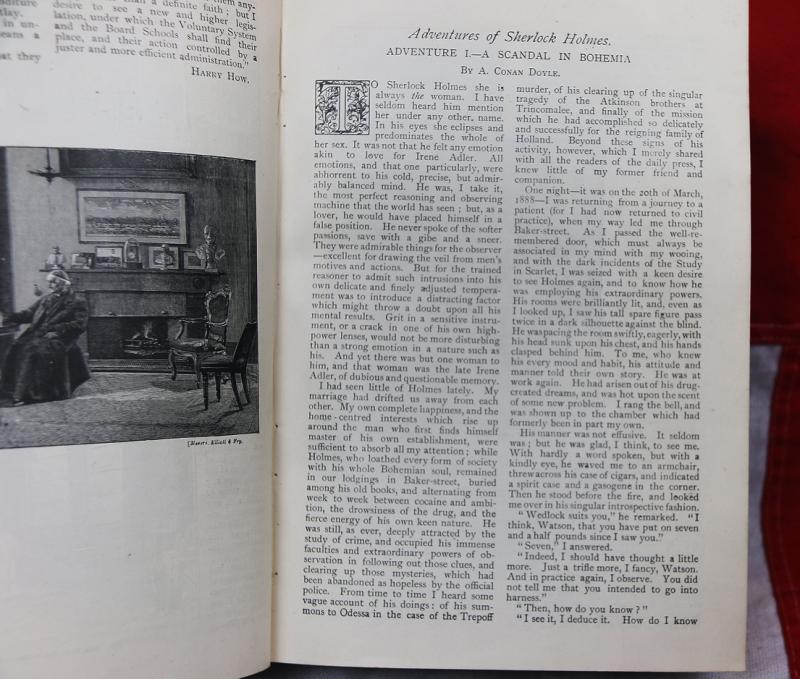 than a definite faith; but I
desire to see a new and higher legis-
lation, under which the Voluntary System
and the Board Schools shall find their
place, and their action controlled by a
juster and more efficient administration."
HARRY HOW.
[Messrs. Elliott & Fry.
Adventures of Sherlock Holmes.
ADVENTURE I.—A SCANDAL IN BOHEMIA
BY A. CONAN DOYLE.
TO Sherlock Holmes she is
always the woman. I have
seldom heard him mention
her under any other name.
In his eyes she eclipses and
predominates the whole of
her sex. It was not that he felt any emotion
akin to love for Irene Adler. All
emotions, and that one particularly, were
abhorrent to his cold, precise, but admir-
ably balanced mind. He was, I take it,
the most perfect reasoning and observing
machine that the world has seen; but, as a
lover, he would have placed himself in a
false position. He never spoke of the softer
passions, save with a gibe and a sneer.
They were admirable things for the observer
—excellent for drawing the veil from men's
motives and actions. But for the trained
reasoner to admit such intrusions into his
own delicate and finely adjusted tempera-
ment was to introduce a distracting factor
which might throw a doubt upon all his
mental results. Grit in a sensitive instru-
ment, or a crack in one of his own high-
power lenses, would not be more disturbing
than a strong emotion in a nature such as
his. And yet there was but one woman to
him, and that woman was the late Irene
Adler, of dubious and questionable memory.
I had seen little of Holmes lately. My
marriage had drifted us away from each
other. My own complete happiness, and the
home-centred interests which rise up
around the man who first finds himself
master of his own establishment, were
sufficient to absorb all my attention; while
Holmes, who loathed every form of society
with his whole Bohemian soul, remained
in our lodgings in Baker-street, buried
among his old books, and alternating from
week to week between cocaine and ambi-
tion, the drowsiness of the drug, and the
fierce energy of his own keen nature. He
was still, as ever, deeply attracted by the
study of crime, and occupied his immense
faculties and extraordinary powers of ob-
servation in following out those clues, and
clearing up those mysteries, which had
been abandoned as hopeless by the official
police. From time to time I heard some
vague account of his doings: of his sum-
mons to Odessa in the case of the Trepoff
murder, of his clearing up of the singular
tragedy of the Atkinson brothers at
Trincomalee, and finally of the mission
which he had accomplished so delicately
and successfully for the reigning family of
Holland. Beyond these signs of his
activity, however, which I merely shared
with all the readers of the daily press, I
knew little of my former friend and
companion.
One night—it was on the 20th of March,
1888—I was returning from a journey to a
patient (for I had now returned to civil
practice), when my way led me through
Baker-street. As I passed the well-re-
membered door, which must always be
associated in my mind with my wooing,
and with the dark incidents of the Study
in Scarlet, I was seized with a keen desire
to see Holmes again, and to know how he
was employing his extraordinary powers.
His rooms were brilliantly lit, and, even as
I looked up, I saw his tall spare figure pass
twice in a dark silhouette against the blind.
He was pacing the room swiftly, eagerly, with
his head sunk upon his chest, and his hands
clasped behind him. To me, who knew
his every mood and habit, his attitude and
manner told their own story. He was at
work again. He had arisen out of his drug-
created dreams, and was hot upon the scent
of some new problem. I rang the bell, and
was shown up to the chamber which had
formerly been in part my own.
His manner was not effusive. It seldom
was; but he was glad, I think, to see me.
With hardly a word spoken, but with a
kindly eye, he waved me to an armchair,
threw across his case of cigars, and indicated
a spirit case and a gasogene in the corner.
Then he stood before the fire, and looked
me over in his singular introspective fashion.
"Wedlock suits you," he remarked. "I
think, Watson, that you have put on seven
and a half pounds since I saw you."
"Seven," I answered.
"Indeed, I should have thought a little
more. Just a trifle more, I fancy, Watson.
And in practice again, I observe. You did
not tell me that you intended to go into
harness."
"Then, how do you know?"
"I see it, I deduce it. How do I know